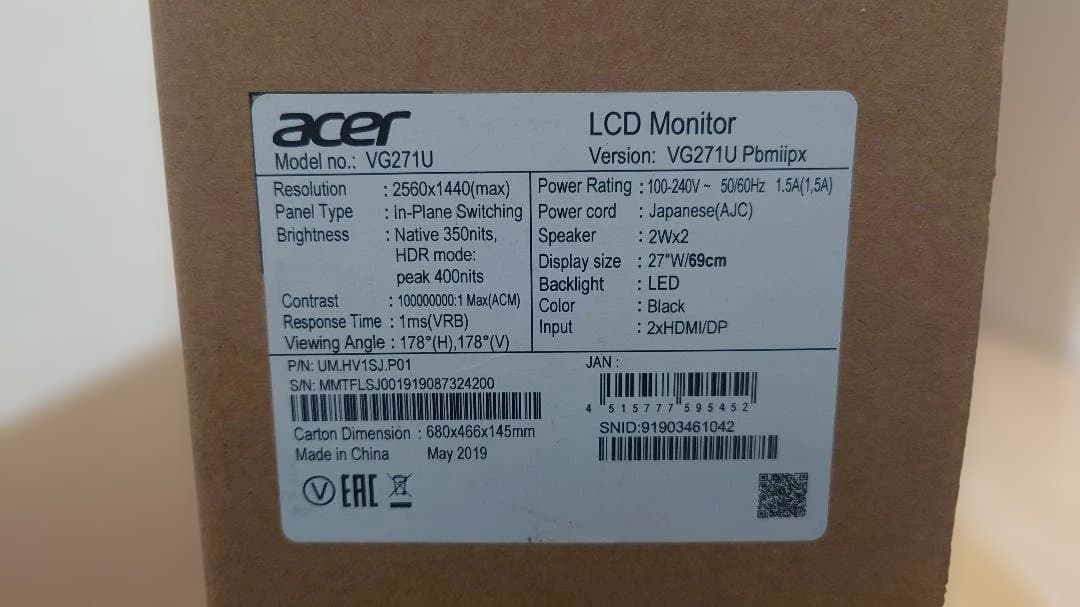 acer
Model no.: VG271U
LCD Monitor
Version: VG271U Pbmiipx
Resolution : 2560x1440(max)
Panel Type : In-Plane Switching
Brightness : Native 350nits,
HDR mode:
peak 400nits
Contrast : 100000000:1 Max(ACM)
Response Time : 1ms(VRB)
Viewing Angle : 178°(H),178°(V)
Power Rating : 100-240V ~ 50/60Hz 1.5A(1,5A)
Power cord : Japanese(AJC)
Speaker : 2Wx2
Display size : 27"W/69cm
Backlight : LED
Color : Black
Input : 2xHDMI/DP
P/N: UM.HV1SJ.P01
S/N: MMTFLSJ001919087324200
Carton Dimension : 680x466x145mm
Made in China May 2019
V EAC
JAN :
4 515777 595452
SNID:91903461042